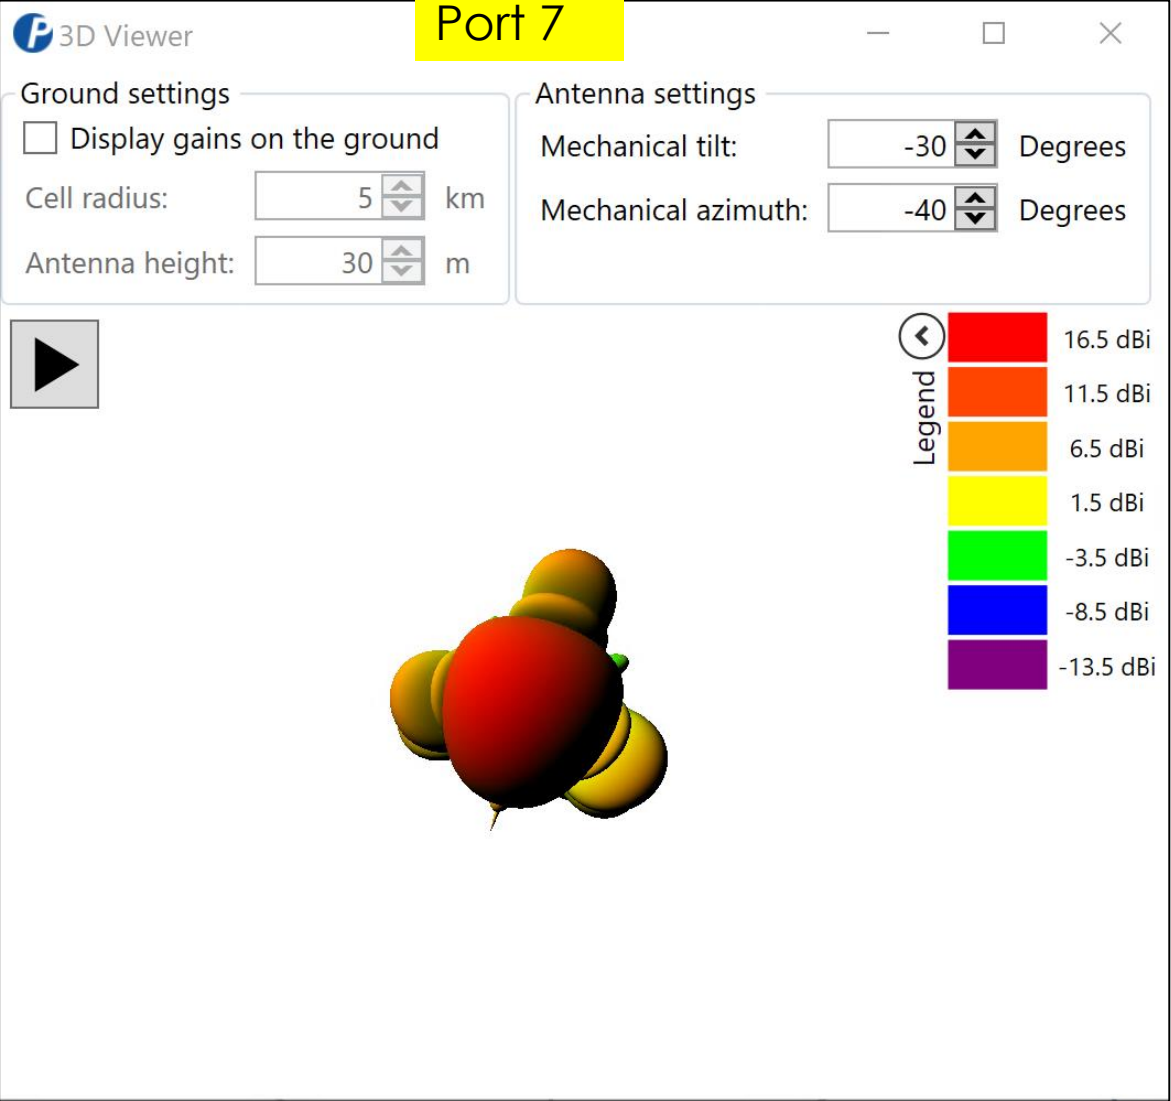 Port 7
3D Viewer
Ground settings
Display gains on the ground
Cell radius: 5 km
Antenna height: 30 m
Antenna settings
Mechanical tilt: -30 Degrees
Mechanical azimuth: -40 Degrees
Legend
16.5 dBi
11.5 dBi
6.5 dBi
1.5 dBi
-3.5 dBi
-8.5 dBi
-13.5 dBi